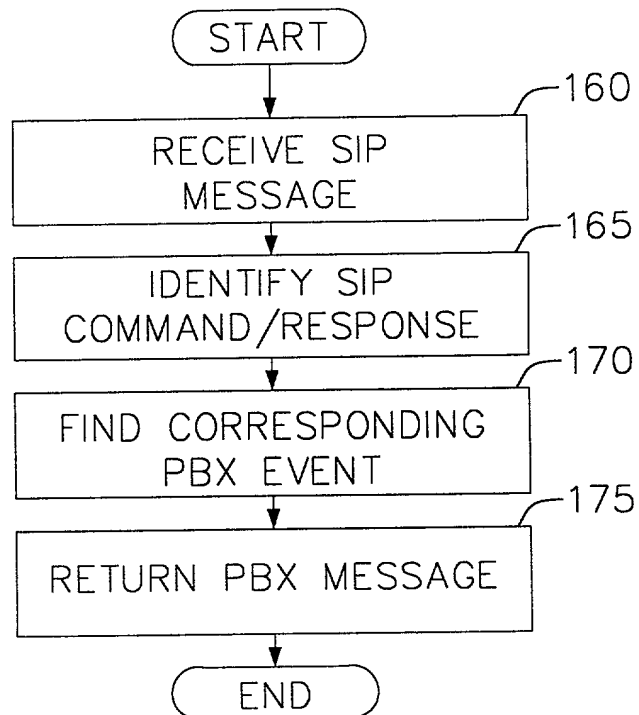 START
160
RECEIVE SIP
MESSAGE
165
IDENTIFY SIP
COMMAND/RESPONSE
170
FIND CORRESPONDING
PBX EVENT
175
RETURN PBX MESSAGE
END